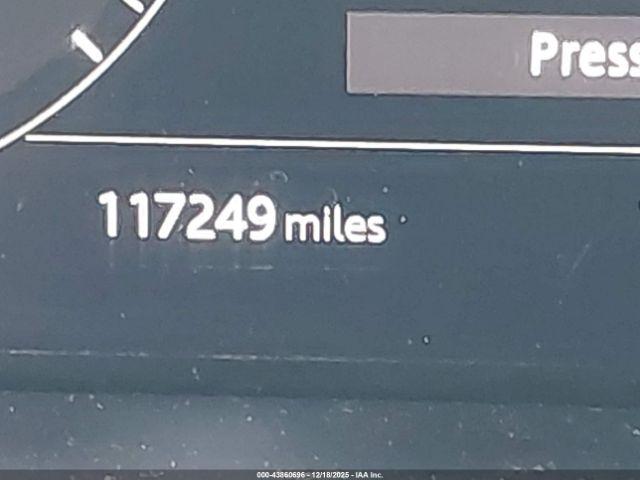 Press
117249 miles
000-43860696 - 12/18/2025 - IAA Inc.